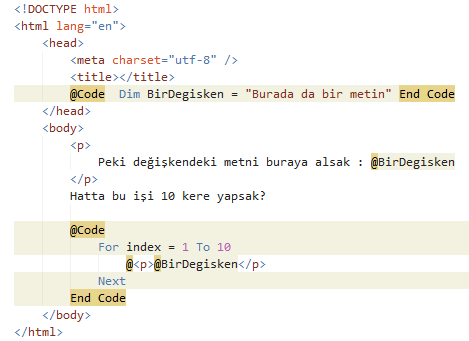 <!DOCTYPE html>
<html lang="en">
<head>
<meta charset="utf-8" />
<title></title>
@Code  Dim BirDegisken = "Burada da bir metin" End Code
</head>
<body>
<p>
Peki değişkendeki metni buraya alsak : @BirDegisken
</p>
Hatta bu işi 10 kere yapsak?
@Code
For index = 1 To 10
@<p>@BirDegisken</p>
Next
End Code
</body>
</html>